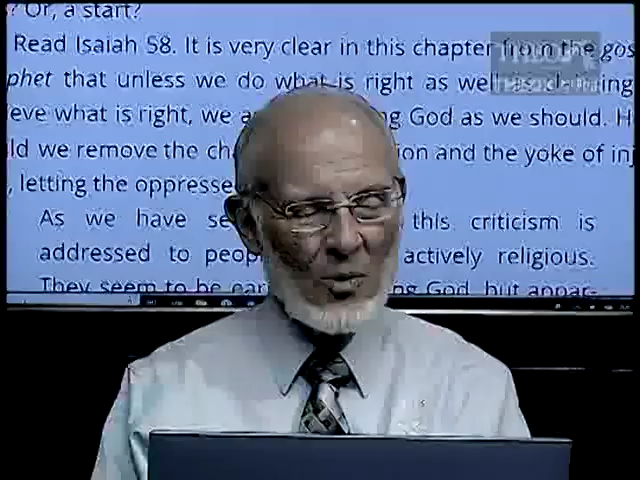 ? Or, a start?
Read Isaiah 58. It is very clear in this chapter from the gos
phet that unless we do what is right as well as
eve what is right, we a ng God as we should. H
ld we remove the ch ion and the yoke of inj
, letting the oppresse
As we have se this criticism is
addressed to peop actively religious.
They seem to be ear ng God, but appar-